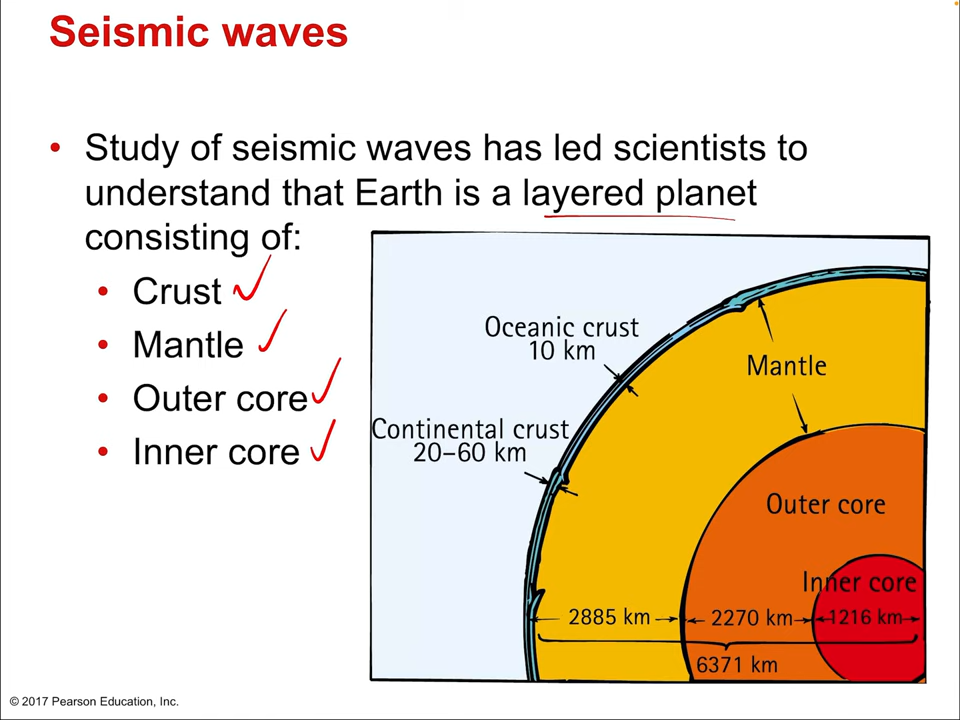 Seismic waves
• Study of seismic waves has led scientists to
understand that Earth is a layered planet
consisting of:
• Crust
• Mantle
• Outer core
• Inner core
Oceanic crust
10 km
Mantle
Continental crust
20–60 km
Outer core
Inner core
2885 km
2270 km
1216 km
6371 km
© 2017 Pearson Education, Inc.